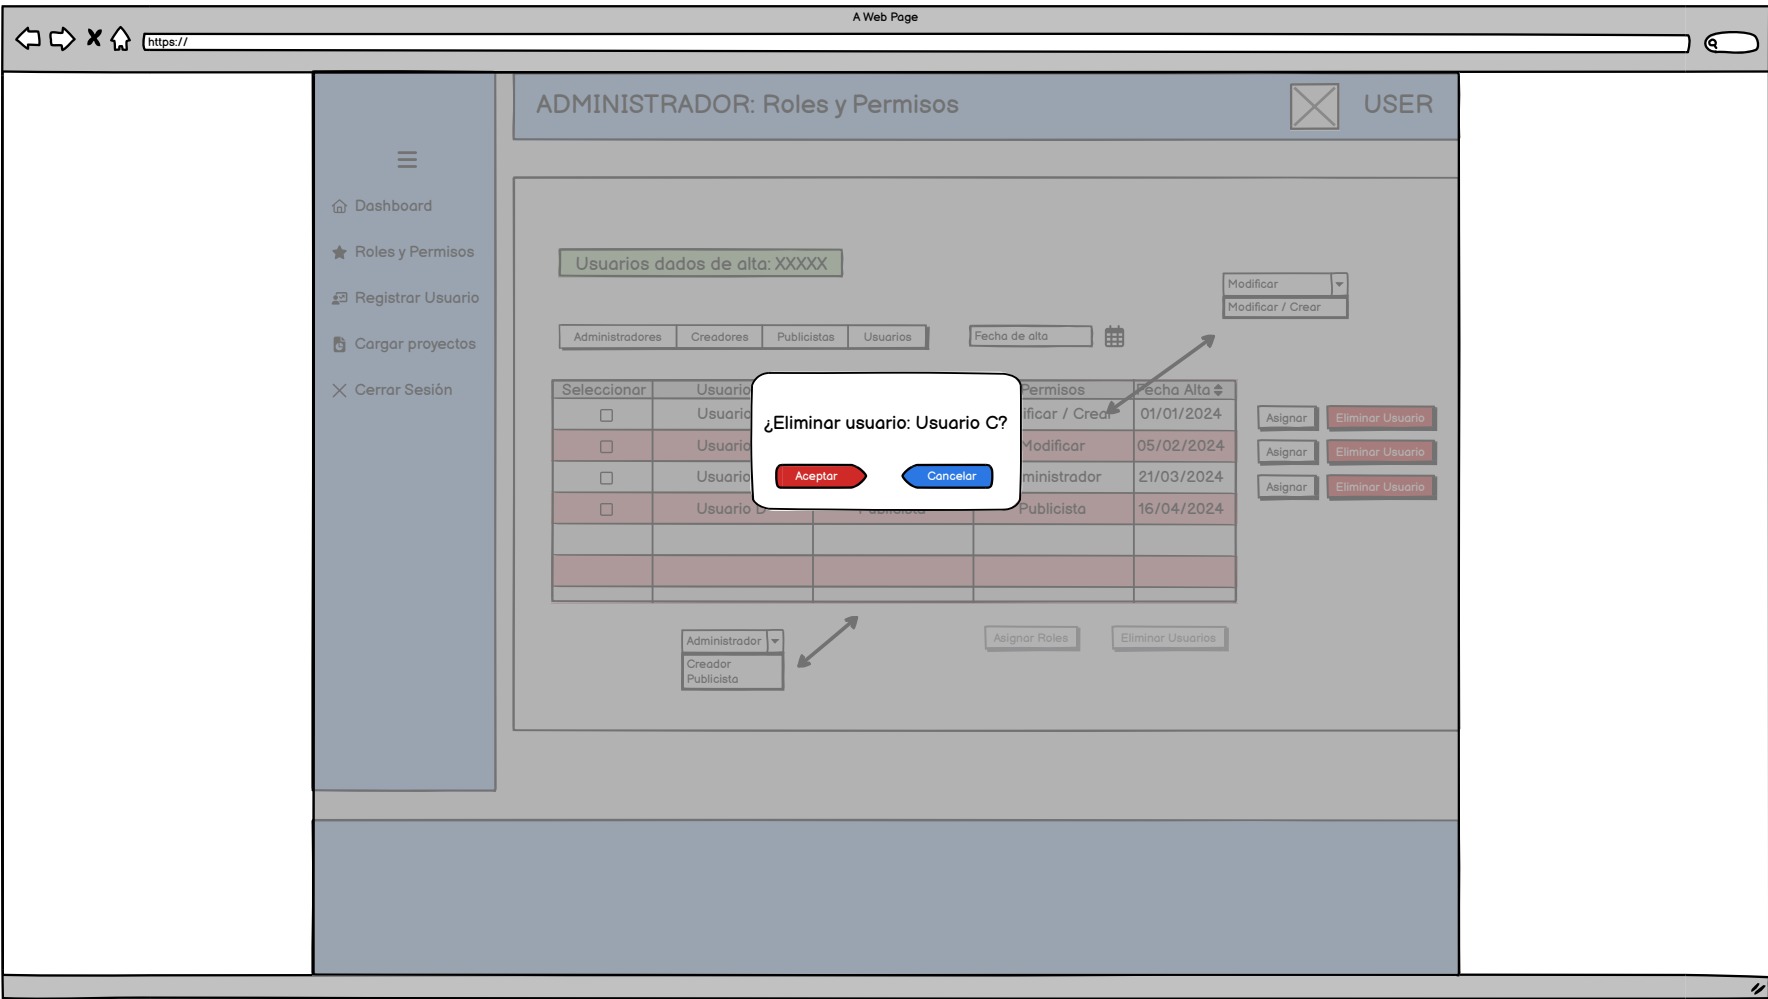 A Web Page
https://
ADMINISTRADOR: Roles y Permisos
USER
Dashboard
Roles y Permisos
Registrar Usuario
Cargar proyectos
Cerrar Sesión
Usuarios dados de alta: XXXXX
Modificar
Modificar / Crear
Administradores Creadores Publicistas Usuarios
Fecha de alta
Seleccionar Usuario Permisos Fecha Alta
Usuario ificar / Crear 01/01/2024 Asignar Eliminar Usuario
Usuario Modificar 05/02/2024 Asignar Eliminar Usuario
Usuario ministrador 21/03/2024 Asignar Eliminar Usuario
Usuario D Publicista Publicista 16/04/2024
¿Eliminar usuario: Usuario C?
Aceptar Cancelar
Administrador
Creador
Publicista
Asignar Roles Eliminar Usuarios